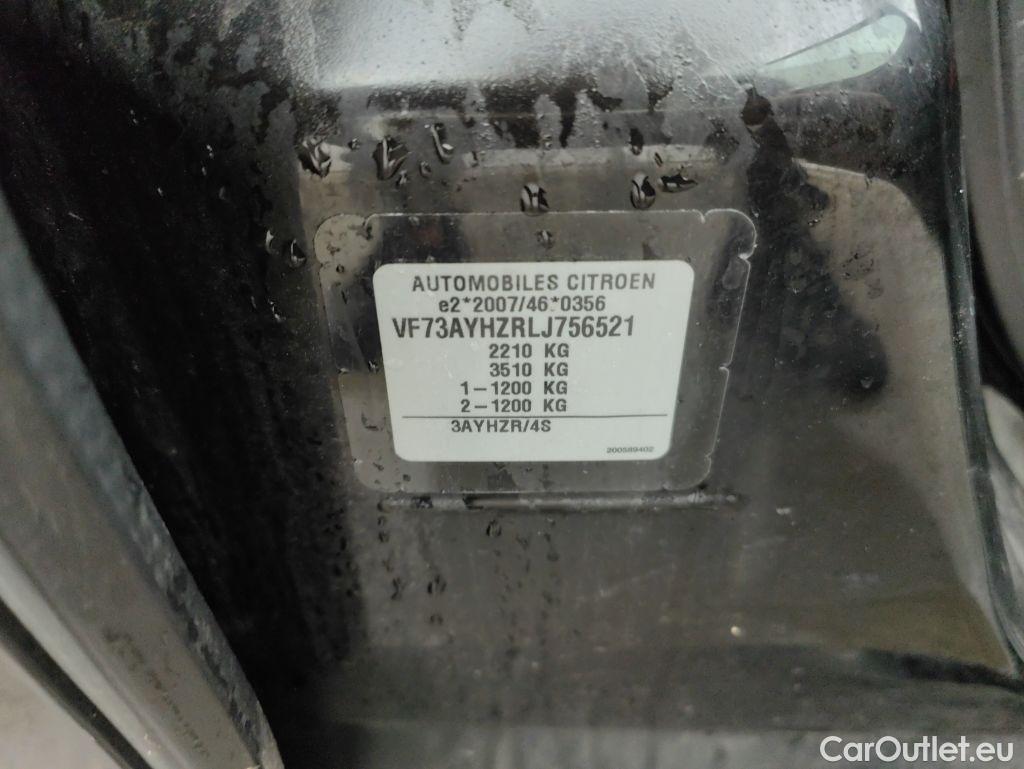 AUTOMOBILES CITROEN
e2*2007/46*0356
VF73AYHZRLJ756521
2210 KG
3510 KG
1–1200 KG
2–1200 KG
3AYHZR/4S
200589402
CarOutlet.eu